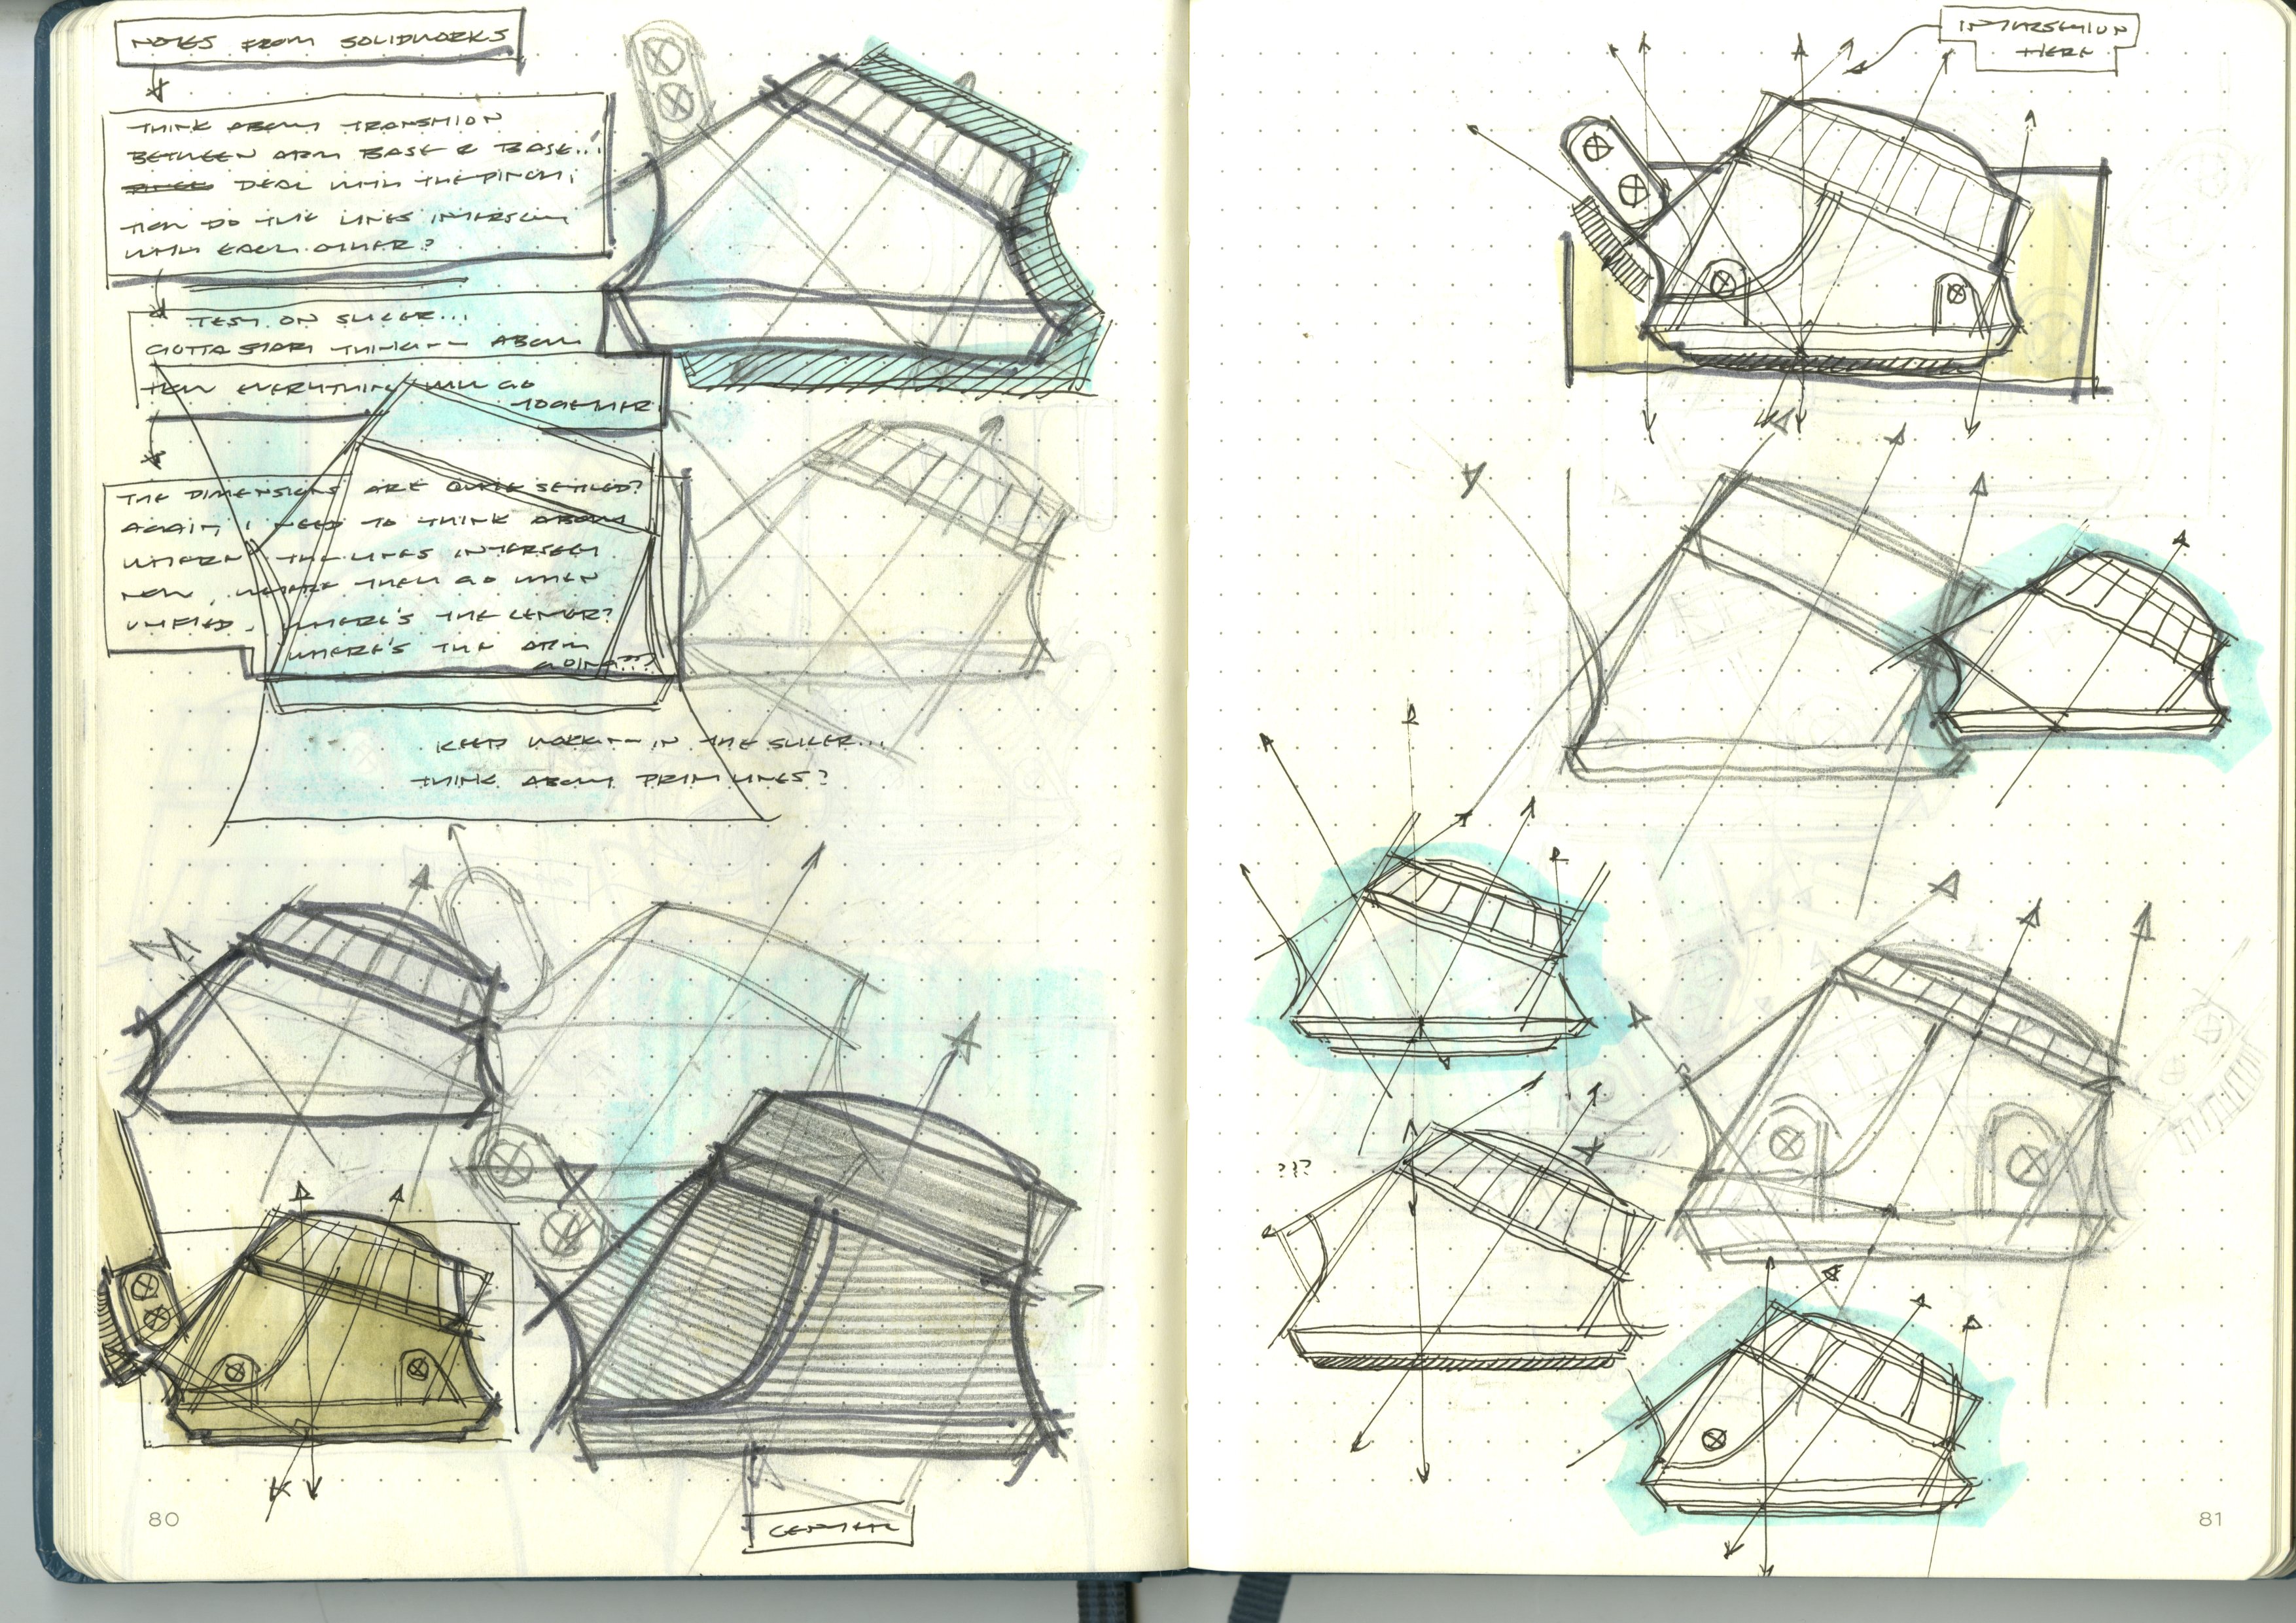 NOTES FROM SOLIDWORKS
THINK ABOUT TRANSITION
BETWEEN ARM BASE & BASE...
DEAL WITH THE PINCH,
HOW DO THE LINES INTERSECT
WITH EACH OTHER?
TEST ON SLICER...
GOTTA START THINKING ABOUT
HOW EVERYTHING WILL GO
TOGETHER
THE DIMENSIONS ARE QUITE SETTLED?
AGAIN, I NEED TO THINK ABOUT
WHERE THE LINES INTERSECT
NOW, WHERE THEY GO WHEN
UNIFIED. WHERE'S THE CENTER?
WHERE'S THE ARM
GOING???
KEEP WORKING IN THE SLICER...
THINK ABOUT PRIM LINES?
80
INTERSECTION
HERE
???
81